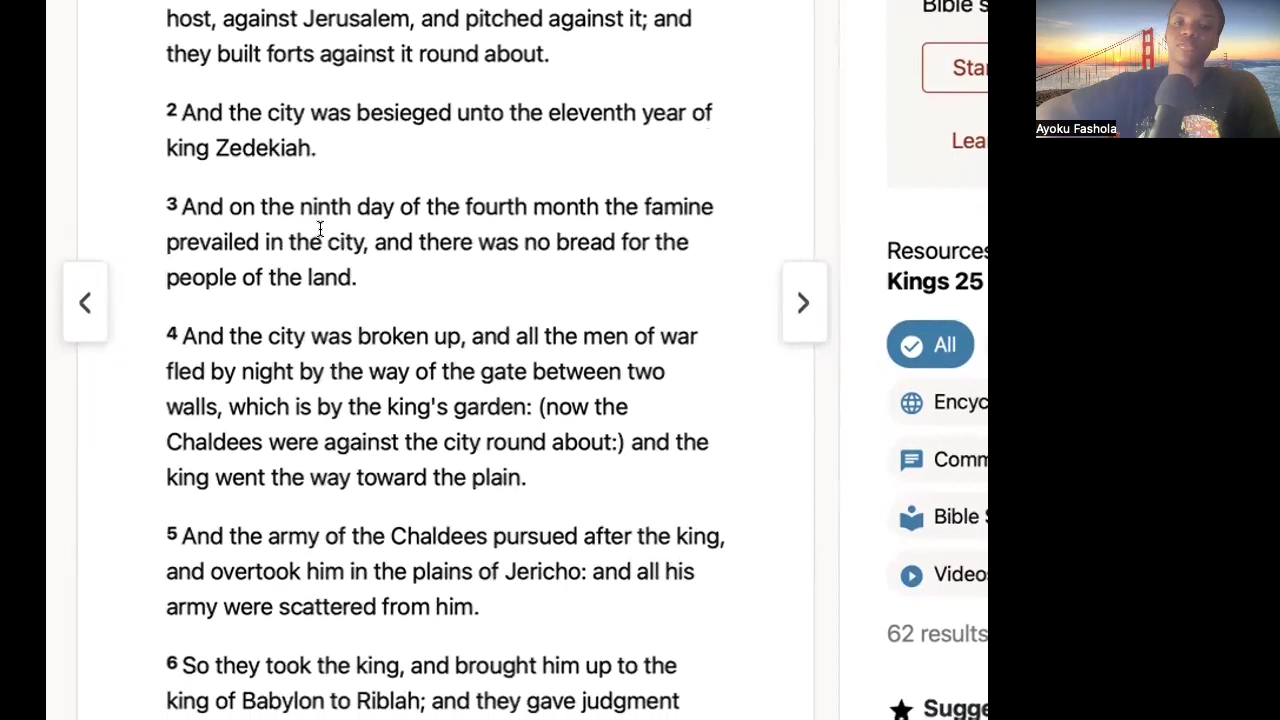 host, against Jerusalem, and pitched against it; and
they built forts against it round about.
2 And the city was besieged unto the eleventh year of
king Zedekiah.
3 And on the ninth day of the fourth month the famine
prevailed in the city, and there was no bread for the
people of the land.
4 And the city was broken up, and all the men of war
fled by night by the way of the gate between two
walls, which is by the king's garden: (now the
Chaldees were against the city round about:) and the
king went the way toward the plain.
5 And the army of the Chaldees pursued after the king,
and overtook him in the plains of Jericho: and all his
army were scattered from him.
6 So they took the king, and brought him up to the
king of Babylon to Riblah; and they gave judgment
Bible s
Star
Lea
Resources
Kings 25
All
Encyc
Comm
Bible S
Videos
62 results
Sugge
Ayoku Fashola